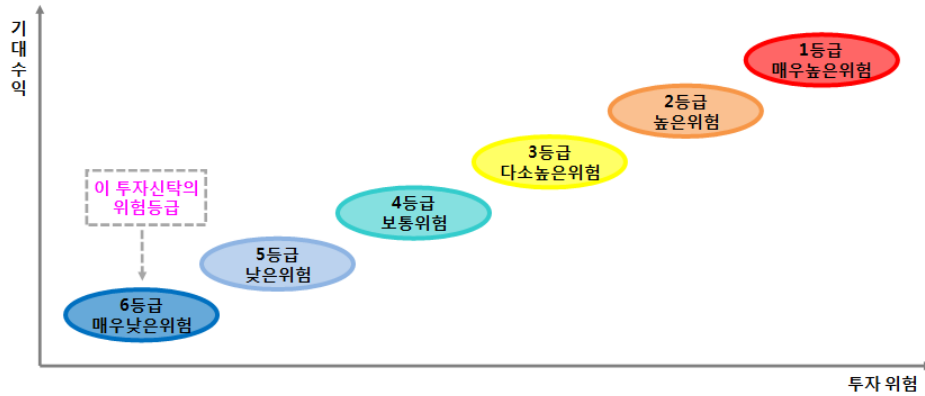 기대수익
1등급
매우높은위험
2등급
높은위험
3등급
다소높은위험
이 투자신탁의
위험등급
4등급
보통위험
5등급
낮은위험
6등급
매우낮은위험
투자 위험